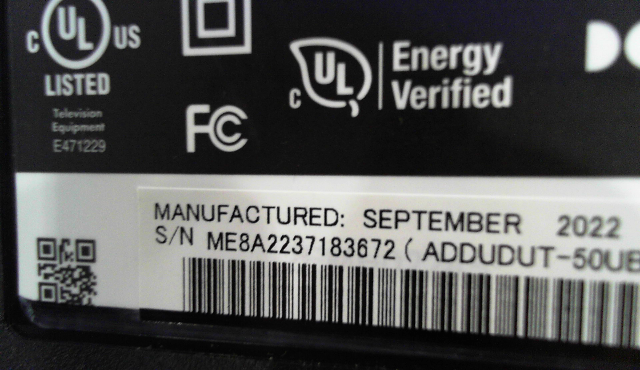 C UL US
LISTED
Television
Equipment
E471229
FC
C UL
Energy
Verified
MANUFACTURED: SEPTEMBER 2022
S/N ME8A2237183672 ( ADDUDUT-50UB